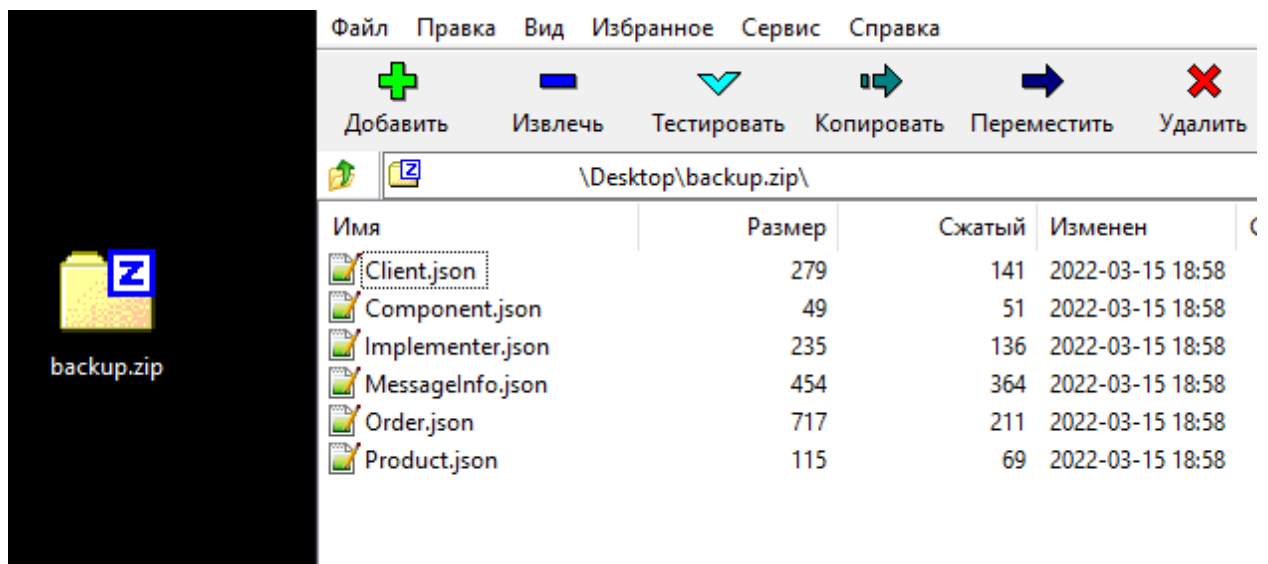 Файл Правка Вид Избранное Сервис Справка
Добавить Извлечь Тестировать Копировать Переместить Удалить
\Desktop\backup.zip\
Имя Размер Сжатый Изменен
Client.json 279 141 2022-03-15 18:58
Component.json 49 51 2022-03-15 18:58
Implementer.json 235 136 2022-03-15 18:58
MessageInfo.json 454 364 2022-03-15 18:58
Order.json 717 211 2022-03-15 18:58
Product.json 115 69 2022-03-15 18:58
Z
backup.zip